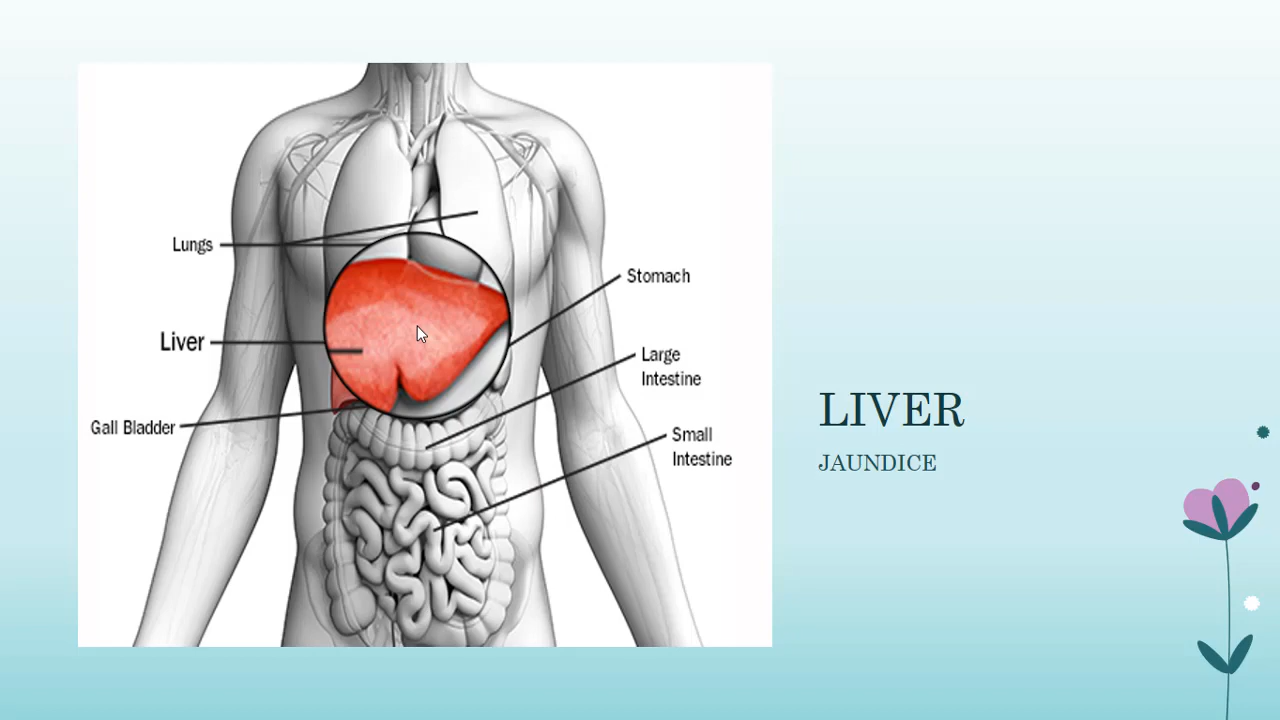 Lungs
Liver
Gall Bladder
Stomach
Large
Intestine
Small
Intestine
LIVER
JAUNDICE